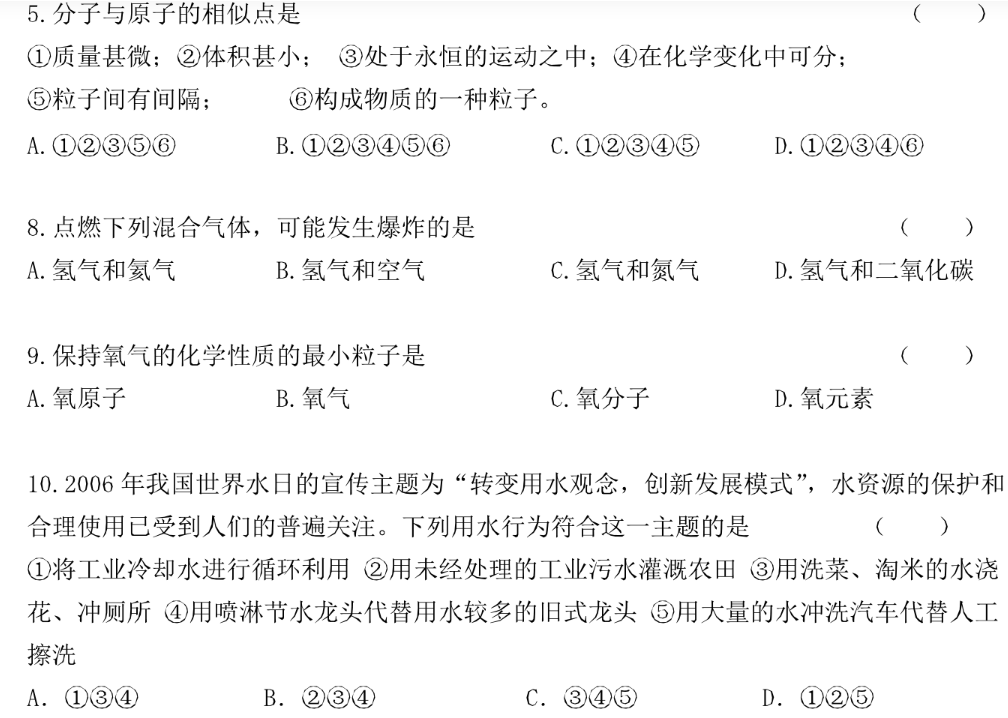 5.分子与原子的相似点是 （ ）
①质量甚微；②体积甚小； ③处于永恒的运动之中；④在化学变化中可分；
⑤粒子间有间隔； ⑥构成物质的一种粒子。
A.①②③⑤⑥ B.①②③④⑤⑥ C.①②③④⑤ D.①②③④⑥
8.点燃下列混合气体，可能发生爆炸的是 （ ）
A.氢气和氦气 B.氢气和空气 C.氢气和氮气 D.氢气和二氧化碳
9.保持氧气的化学性质的最小粒子是 （ ）
A.氧原子 B.氧气 C.氧分子 D.氧元素
10.2006 年我国世界水日的宣传主题为“转变用水观念，创新发展模式”，水资源的保护和
合理使用已受到人们的普遍关注。下列用水行为符合这一主题的是 （ ）
①将工业冷却水进行循环利用 ②用未经处理的工业污水灌溉农田 ③用洗菜、淘米的水浇
花、冲厕所 ④用喷淋节水龙头代替用水较多的旧式龙头 ⑤用大量的水冲洗汽车代替人工
擦洗
A. ①③④ B. ②③④ C. ③④⑤ D. ①②⑤